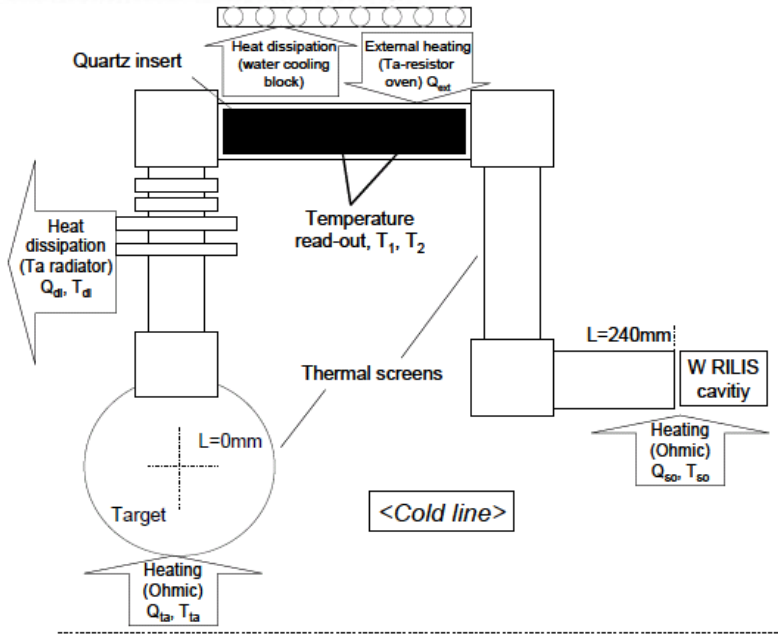 Heat dissipation
(water cooling
block)
External heating
(Ta-resistor
oven) Qext
Quartz insert
Temperature
read-out, T1, T2
Heat
dissipation
(Ta radiator)
Qdi, Tdi
L=240mm
W RILIS
cavitiy
Thermal screens
L=0mm
Heating
(Ohmic)
Qso, Tso
Target
<Cold line>
Heating
(Ohmic)
Qta, Tta